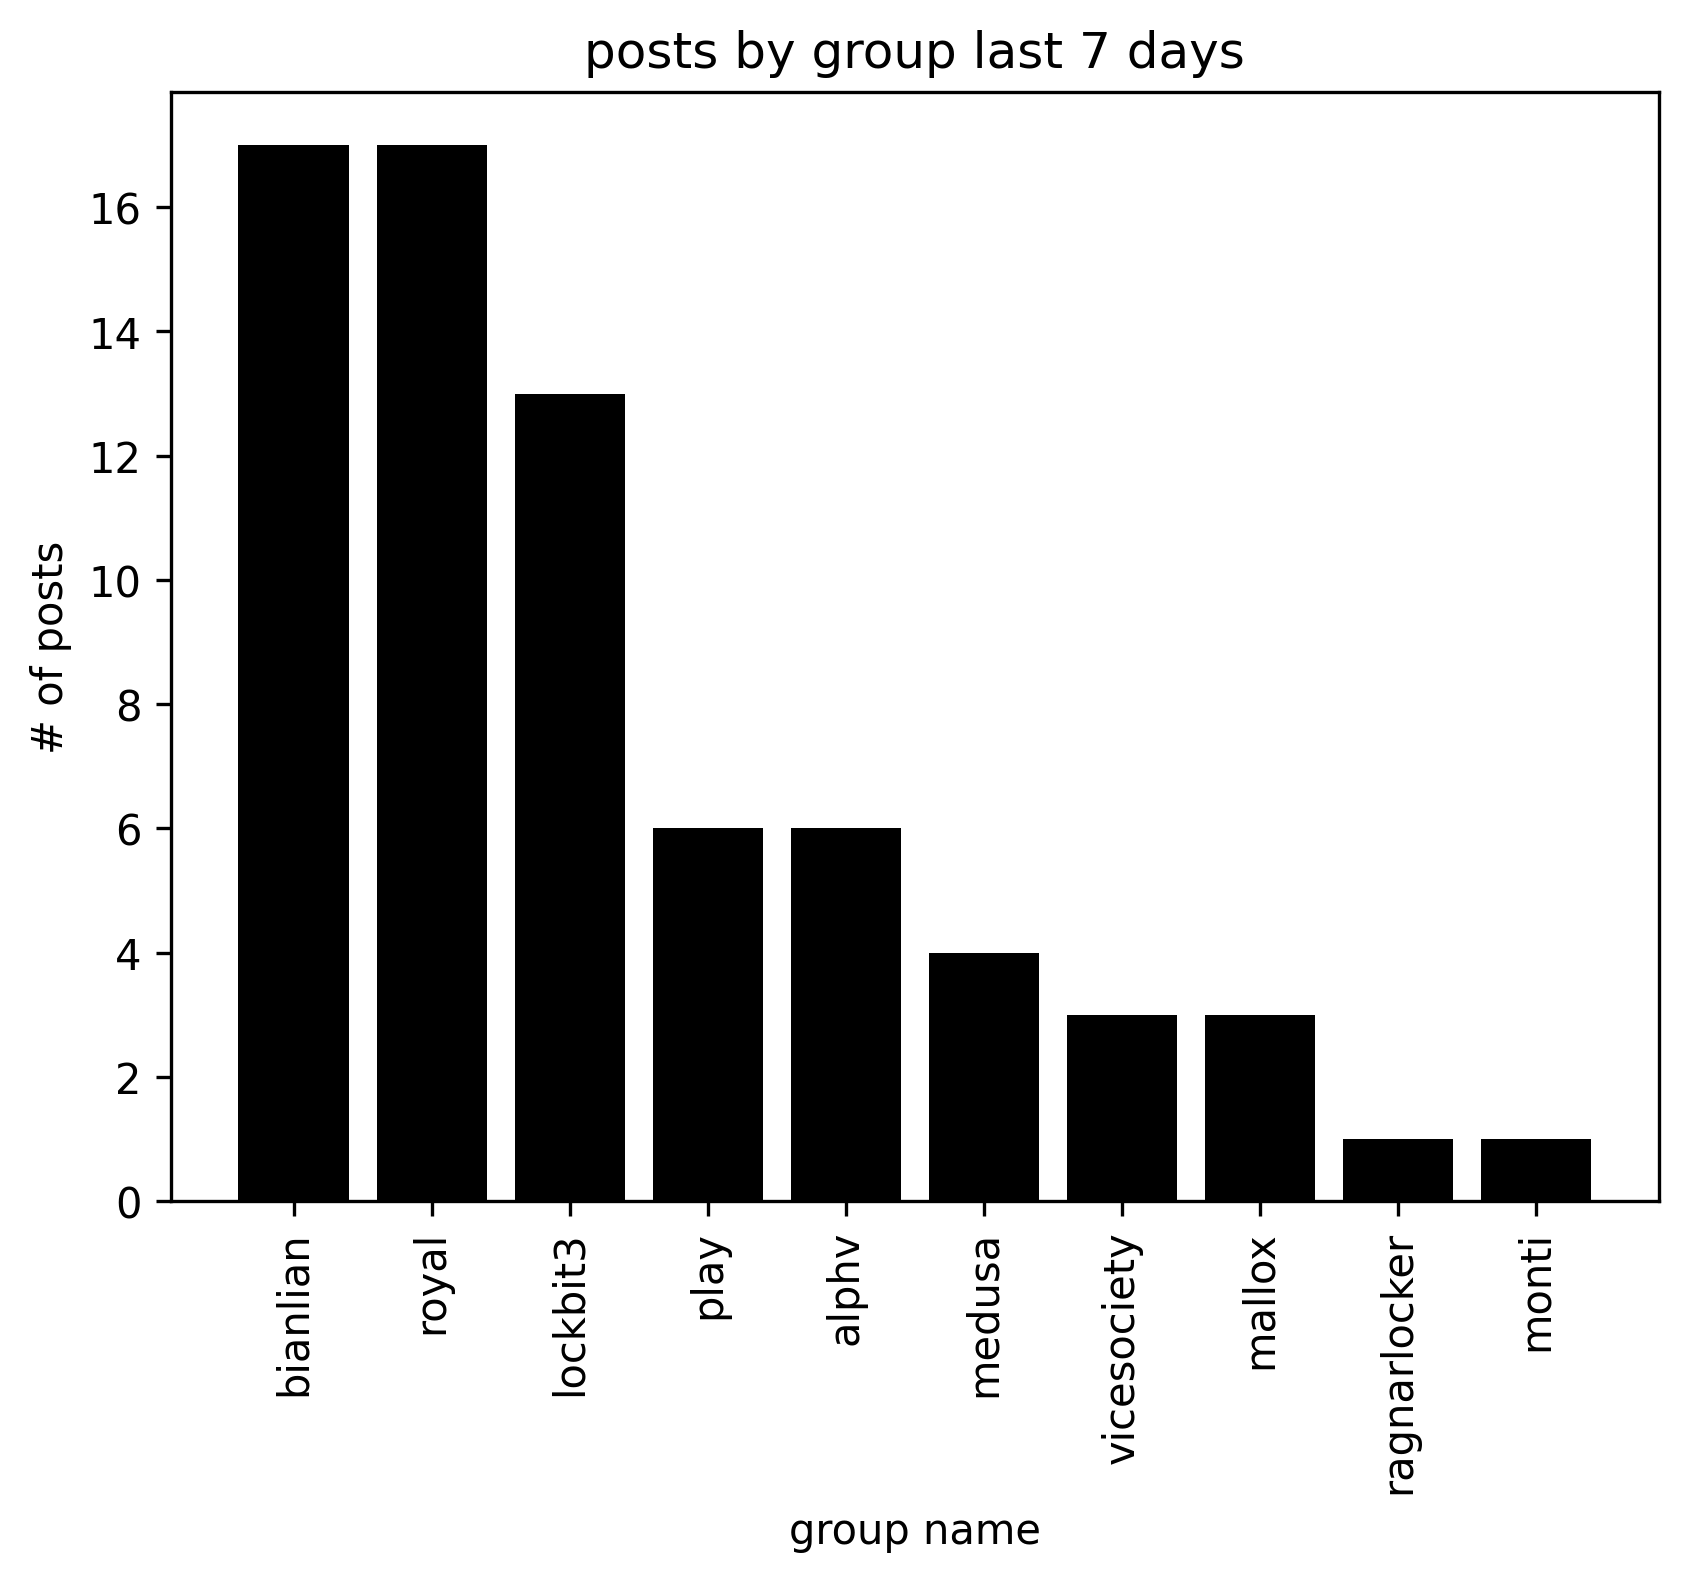 posts by group last 7 days
# of posts
16
14
12
10
8
6
4
2
0
bianlian
royal
lockbit3
play
alphv
medusa
vicesociety
mallox
ragnarlocker
monti
group name